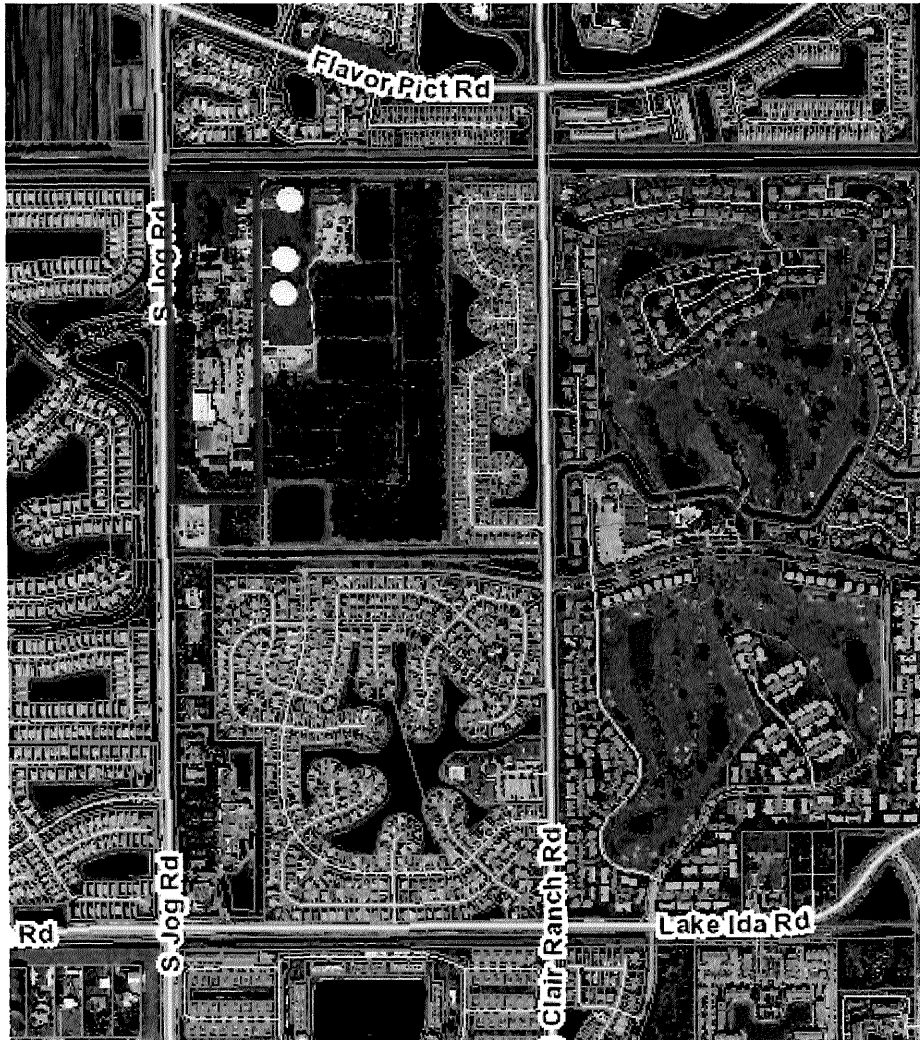 Flavor Pict Rd
S Jog Rd
Rd
S Jog Rd
Clair Ranch Rd
Lake Ida Rd